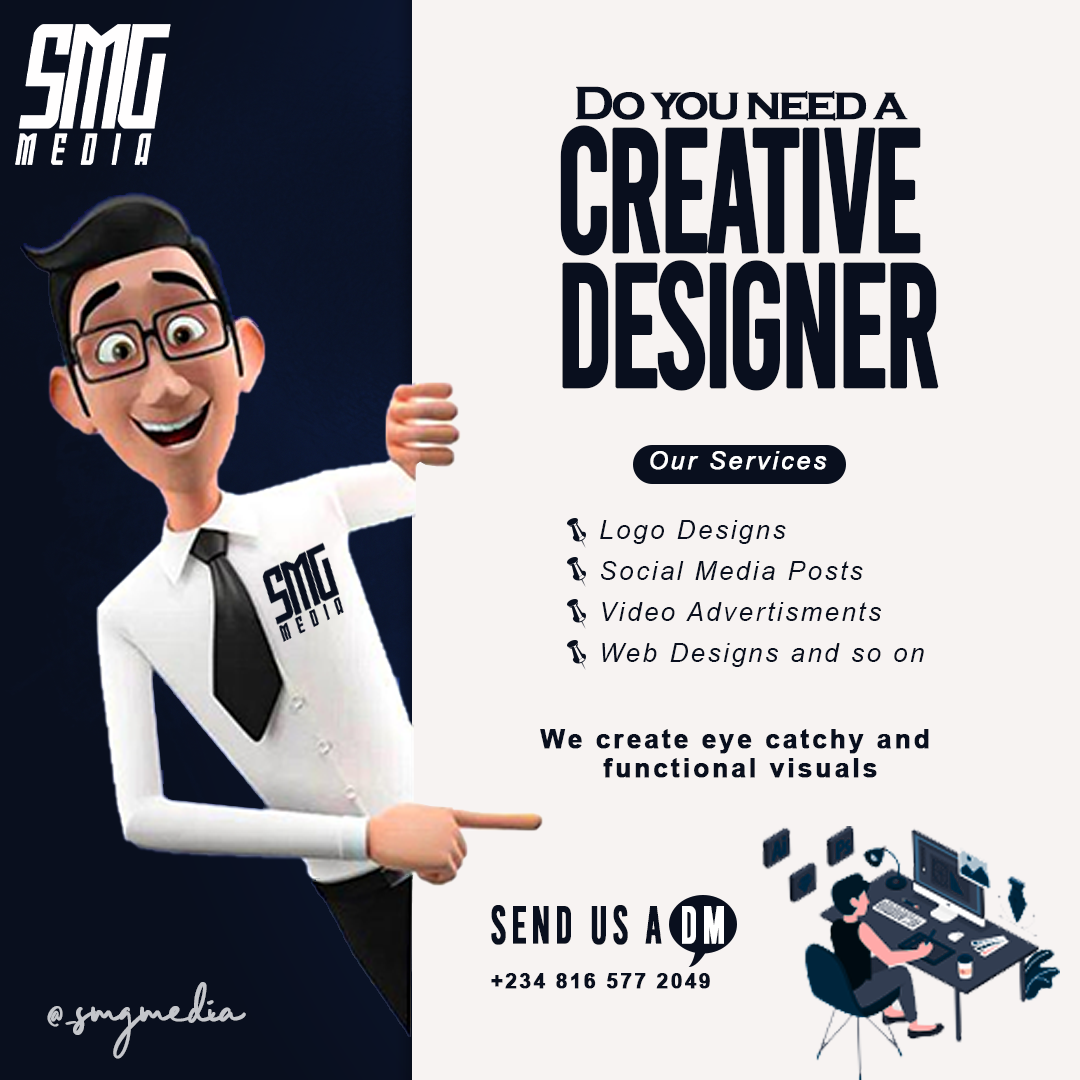 SMG
MEDIA
DO YOU NEED A
CREATIVE
DESIGNER
Our Services
Logo Designs
Social Media Posts
Video Advertisments
Web Designs and so on
We create eye catchy and
functional visuals
SMG
MEDIA
SEND US A DM
+234 816 577 2049
@smgmedia
Ai
Ps